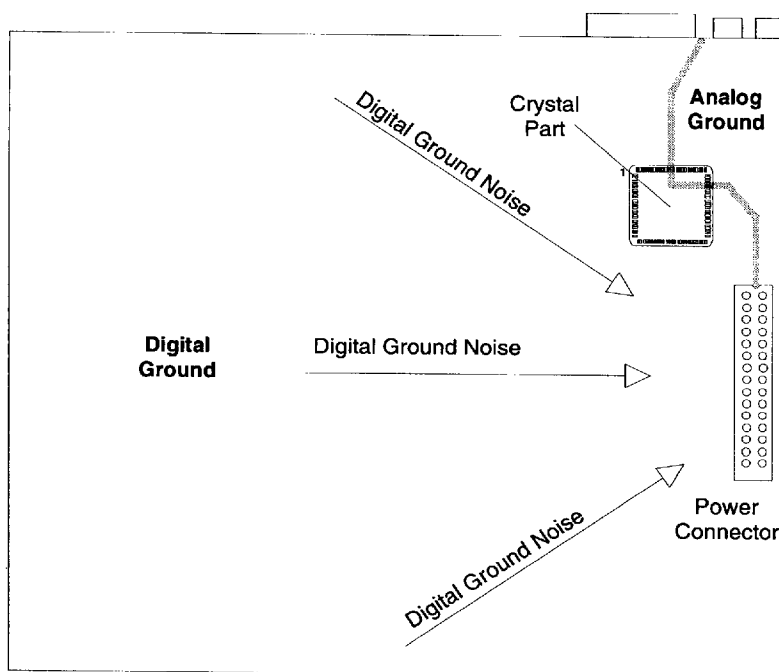 Digital Ground Noise
Crystal
Part
Analog
Ground
1
Digital
Ground
Digital Ground Noise
Digital Ground Noise
Power
Connector